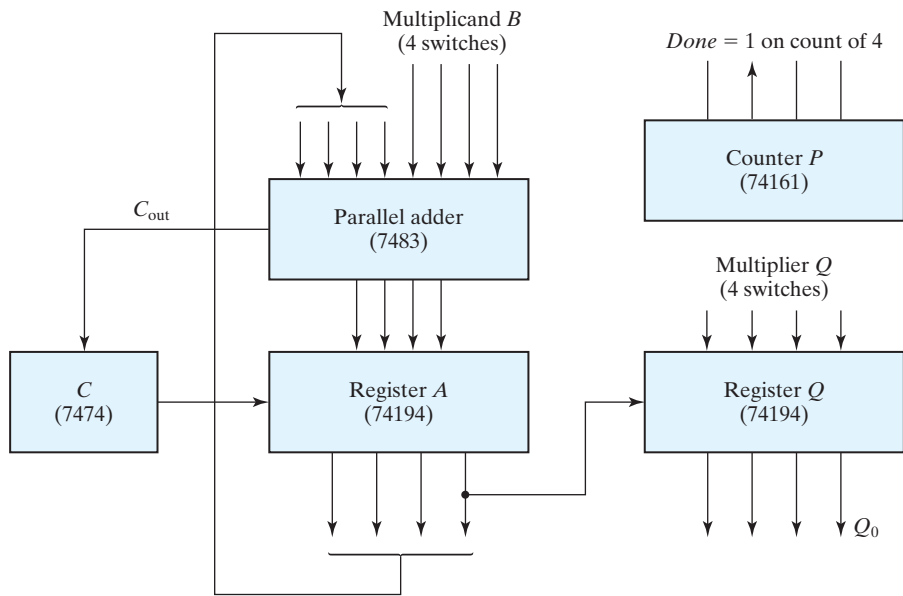 Multiplicand B
(4 switches)
Done = 1 on count of 4
Counter P
(74161)
Parallel adder
(7483)
Cout
Multiplier Q
(4 switches)
C
(7474)
Register A
(74194)
Register Q
(74194)
Q0